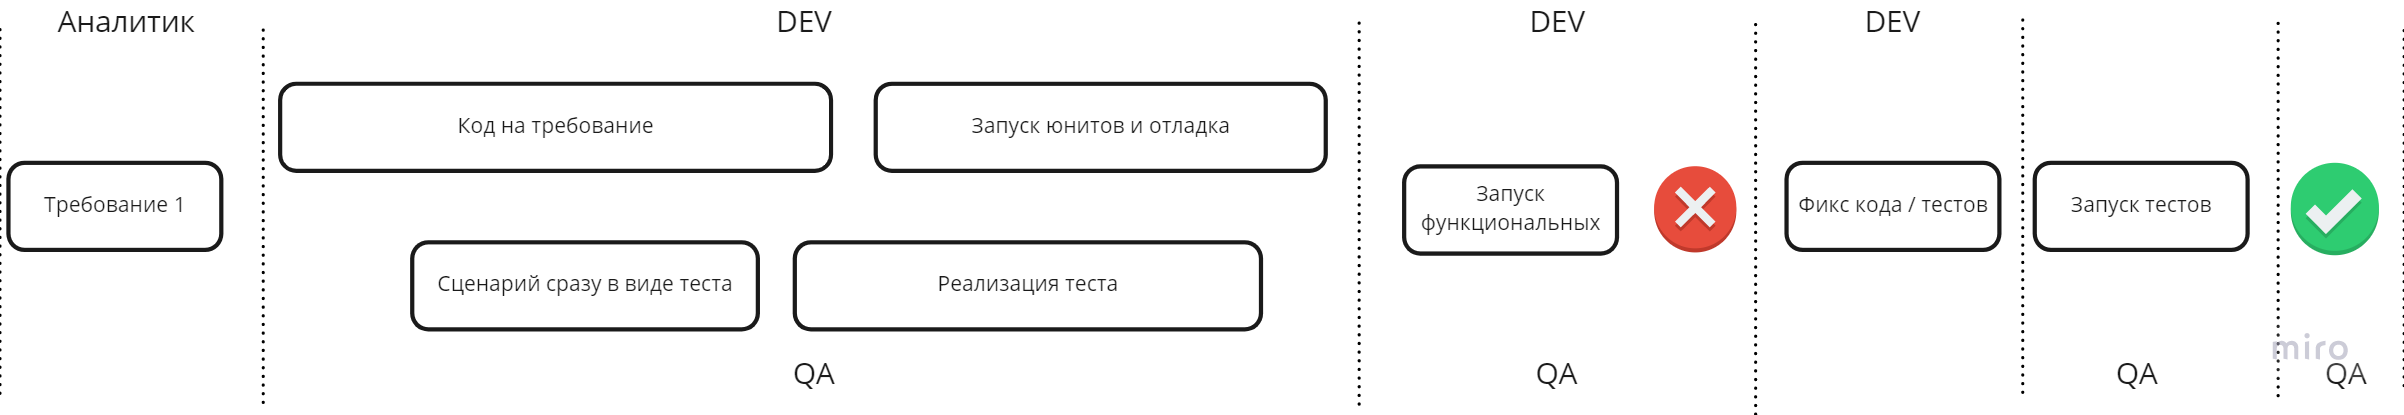 Аналитик
DEV
DEV
DEV
Код на требование
Запуск юнитов и отладка
Требование 1
Запуск
функциональных
Фикс кода / тестов
Запуск тестов
Сценарий сразу в виде теста
Реализация теста
miro
QA
QA
QA
QA